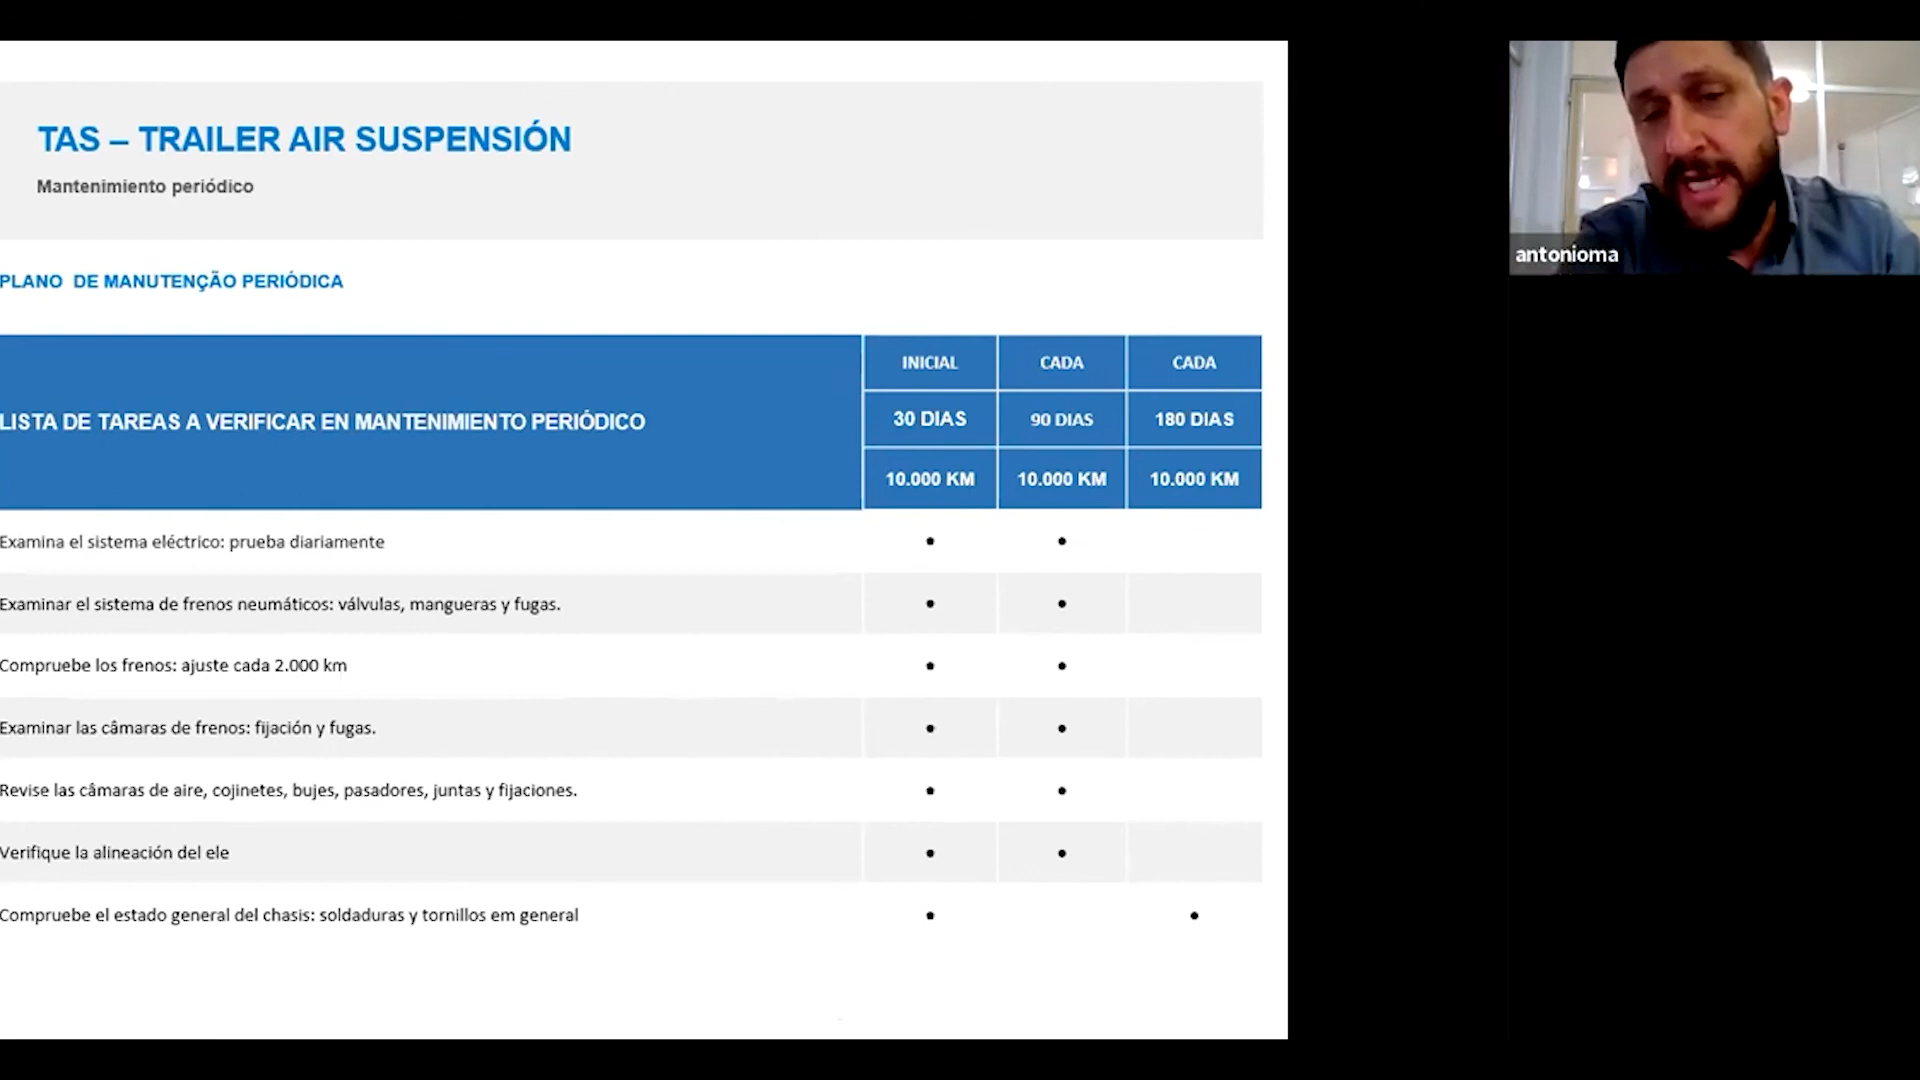 TAS – TRAILER AIR SUSPENSIÓN
Mantenimiento periódico
PLANO DE MANUTENÇÃO PERIÓDICA
LISTA DE TAREAS A VERIFICAR EN MANTENIMIENTO PERIÓDICO
INICIAL CADA CADA
30 DIAS 90 DIAS 180 DIAS
10.000 KM 10.000 KM 10.000 KM
Examina el sistema eléctrico: prueba diariamente • •
Examinar el sistema de frenos neumáticos: válvulas, mangueras y fugas. • •
Compruebe los frenos: ajuste cada 2.000 km • •
Examinar las câmaras de frenos: fijación y fugas. • •
Revise las câmaras de aire, cojinetes, bujes, pasadores, juntas y fijaciones. • •
Verifique la alineación del ele • •
Compruebe el estado general del chasis: soldaduras y tornillos em general • •
antonioma